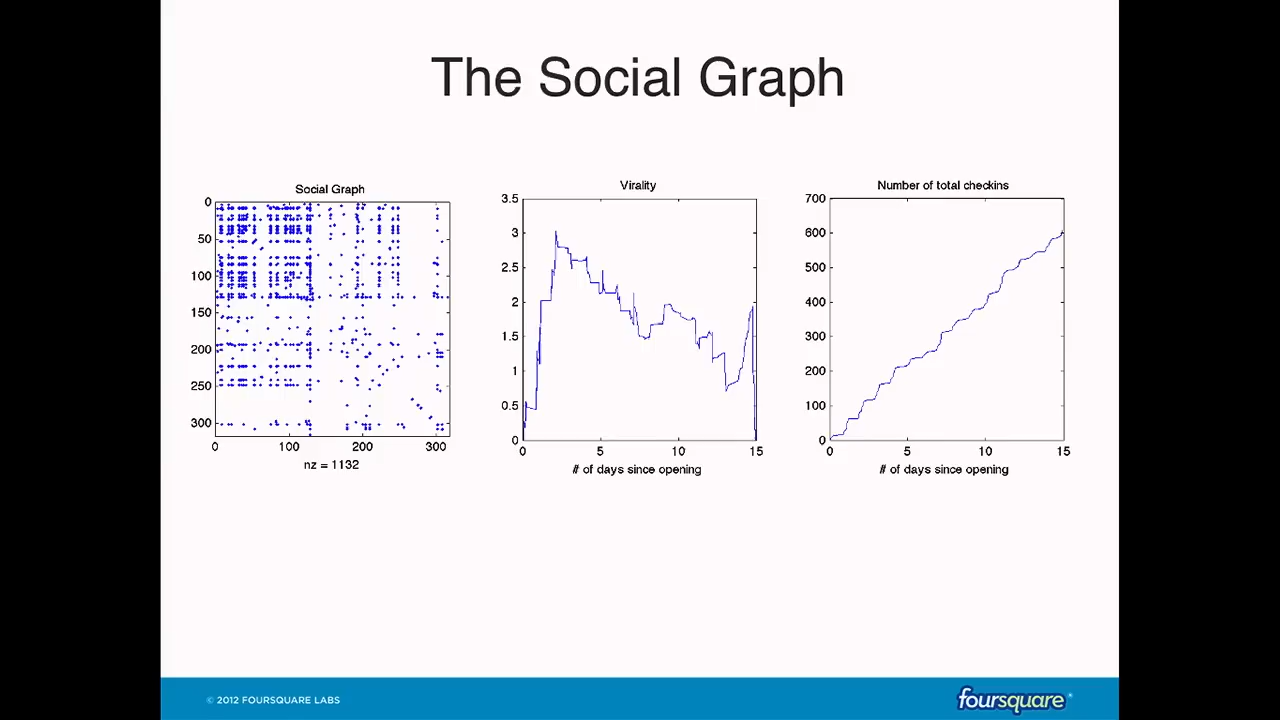 The Social Graph
Social Graph
0
50
100
150
200
250
300
0 100 200 300
nz = 1132
Virality
3.5
3
2.5
2
1.5
1
0.5
0
0 5 10 15
# of days since opening
Number of total checkins
700
600
500
400
300
200
100
0
0 5 10 15
# of days since opening
© 2012 FOURSQUARE LABS
foursquare